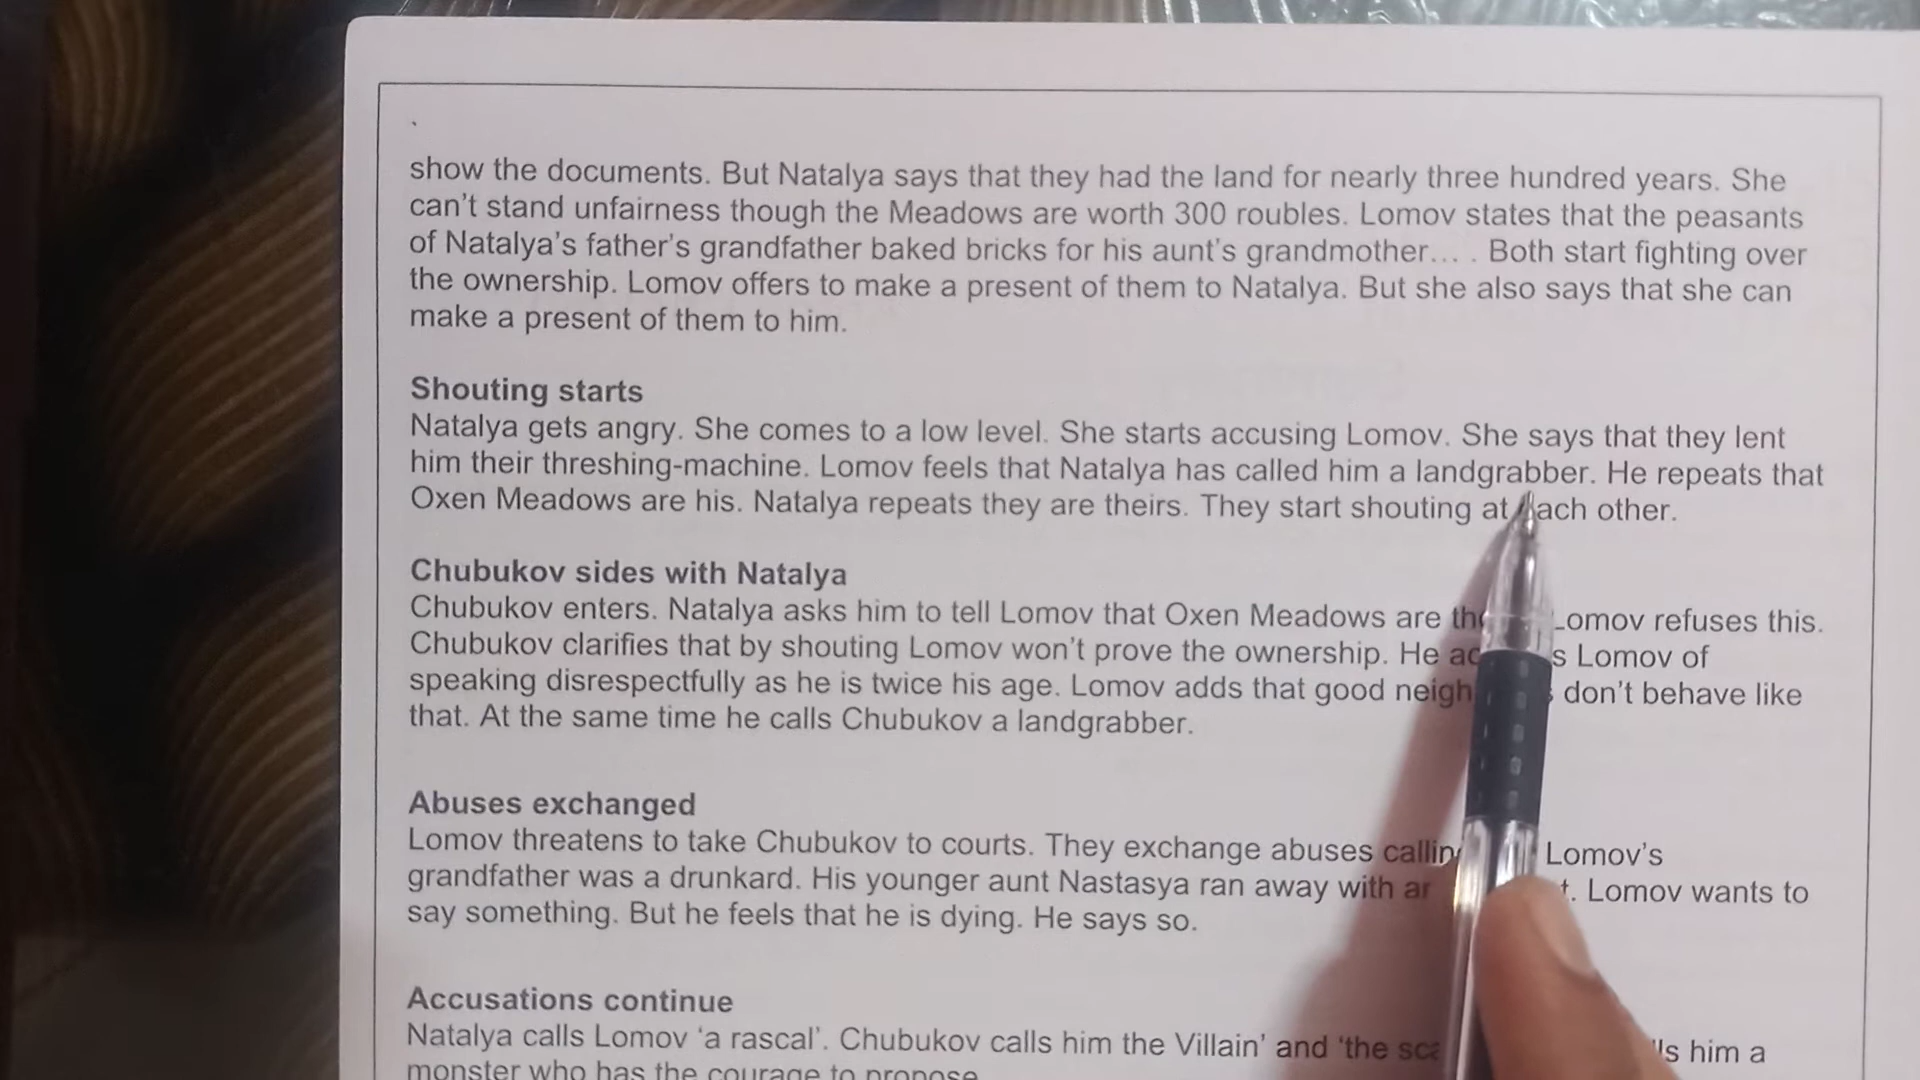 show the documents. But Natalya says that they had the land for nearly three hundred years. She
can't stand unfairness though the Meadows are worth 300 roubles. Lomov states that the peasants
of Natalya's father's grandfather baked bricks for his aunt's grandmother... . Both start fighting over
the ownership. Lomov offers to make a present of them to Natalya. But she also says that she can
make a present of them to him.
Shouting starts
Natalya gets angry. She comes to a low level. She starts accusing Lomov. She says that they lent
him their threshing-machine. Lomov feels that Natalya has called him a landgrabber. He repeats that
Oxen Meadows are his. Natalya repeats they are theirs. They start shouting at each other.
Chubukov sides with Natalya
Chubukov enters. Natalya asks him to tell Lomov that Oxen Meadows are Lomov refuses this.
Chubukov clarifies that by shouting Lomov won't prove the ownership. He Lomov of
speaking disrespectfully as he is twice his age. Lomov adds that good don't behave like
that. At the same time he calls Chubukov a landgrabber.
Abuses exchanged
Lomov threatens to take Chubukov to courts. They exchange abuses Lomov's
grandfather was a drunkard. His younger aunt Nastasya ran away with Lomov wants to
say something. But he feels that he is dying. He says so.
Accusations continue
Natalya calls Lomov 'a rascal'. Chubukov calls him the Villain' and 'the him a
monster who has the courage to propose